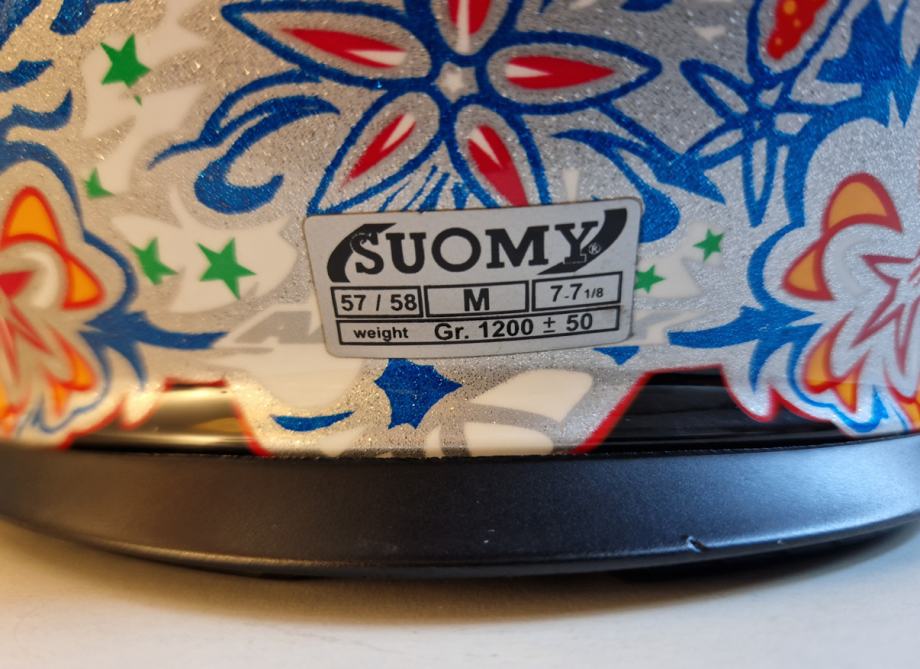 SUOMY®
57 / 58 M 7-7 1/8
weight Gr. 1200 ± 50